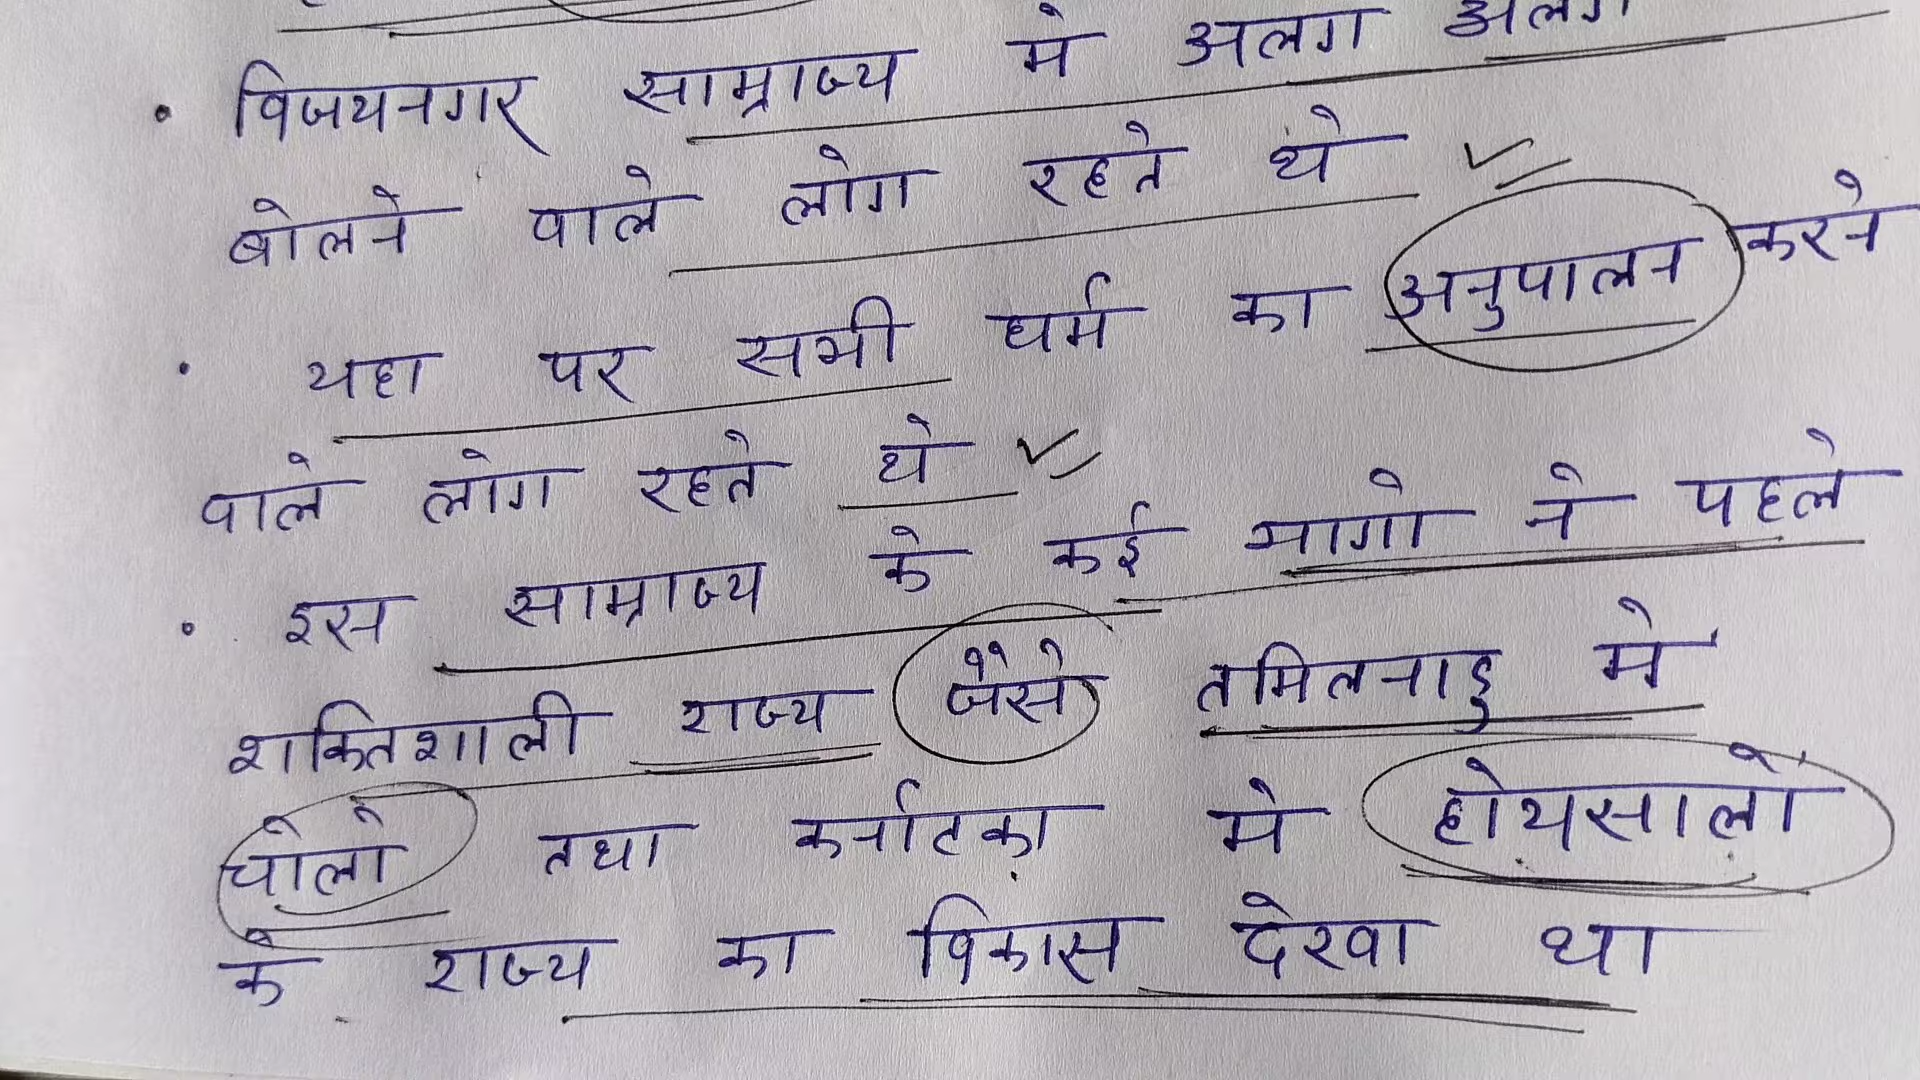 • विजयनगर साम्राज्य मे अलग अलग
बोलने वाले लोग रहते थे
• यहा पर सभी धर्म का अनुपालन करने
वाले लोग रहते थे
• इस साम्राज्य के कई भागो ने पहले
शक्तिशाली राज्य जैसे तमिलनाडु मे
चोलो तथा कर्नाटका मे होयसालो
के राज्य का विकास देखा था